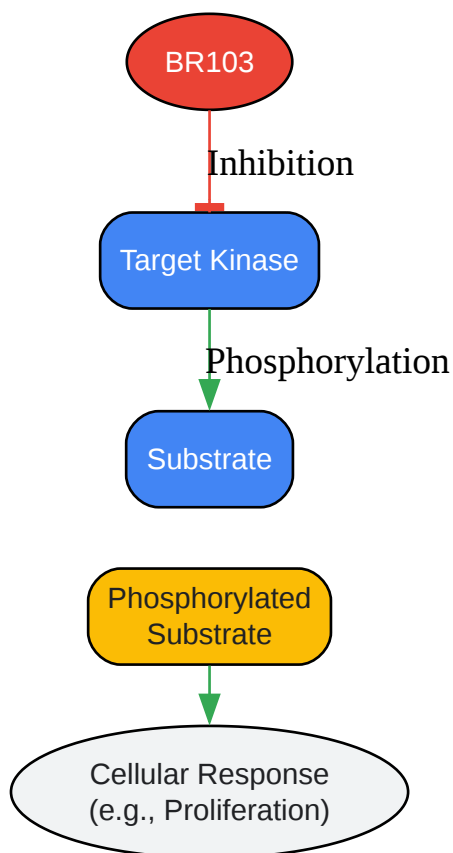 BR103
Inhibition
Target Kinase
Phosphorylation
Substrate
Phosphorylated
Substrate
Cellular Response
(e.g., Proliferation)